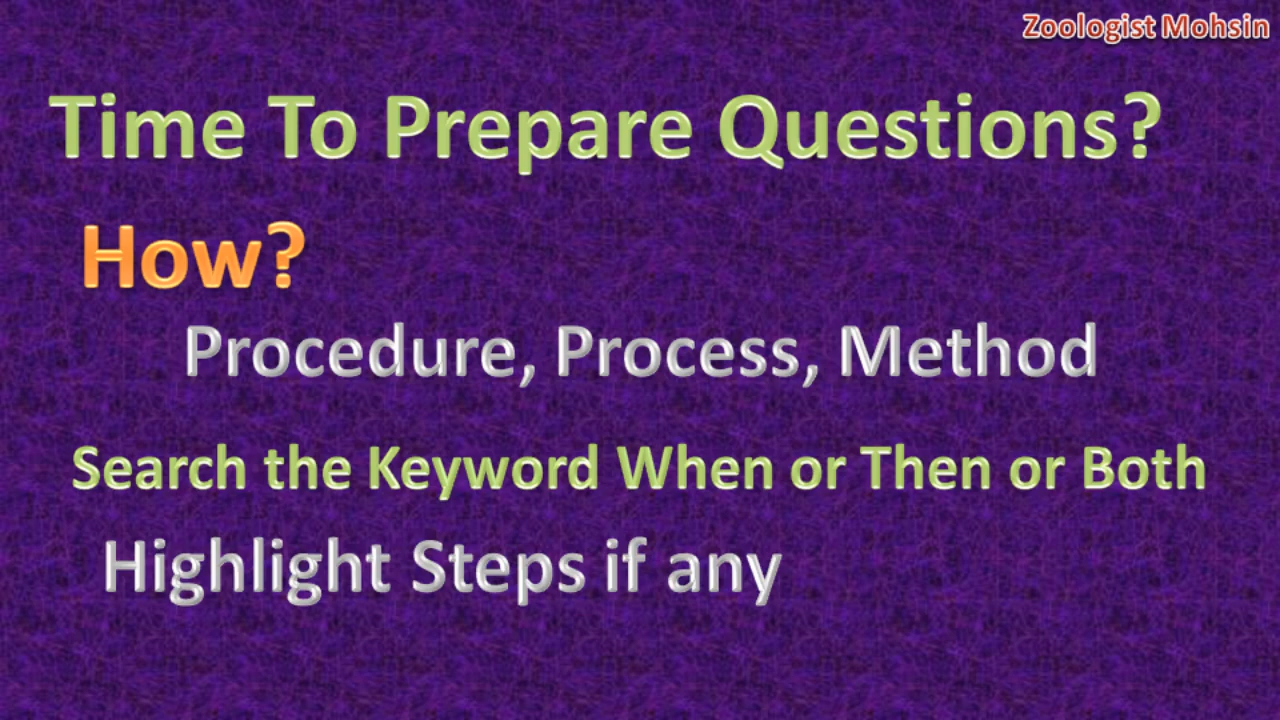 Zoologist Mohsin
Time To Prepare Questions?
How?
Procedure, Process, Method
Search the Keyword When or Then or Both
Highlight Steps if any